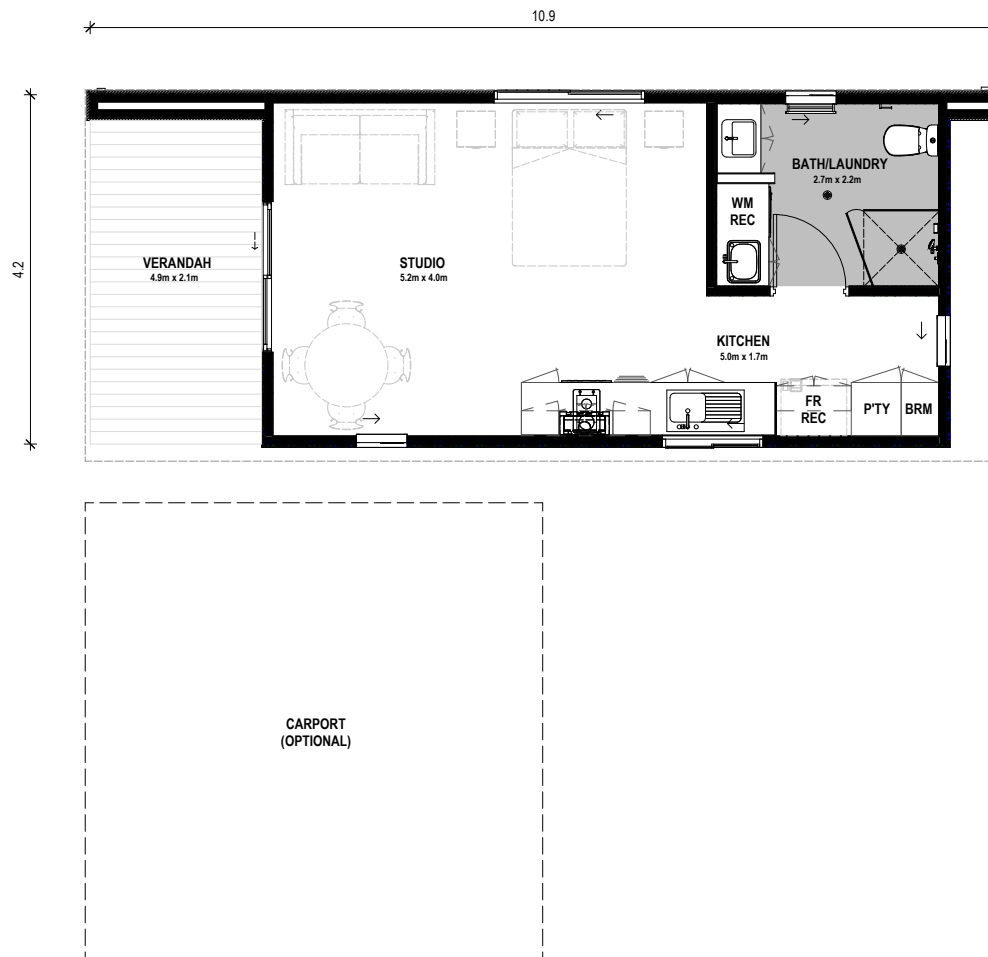 10.9
4.2
BATH/LAUNDRY
2.7m x 2.2m
WM
REC
VERANDAH
4.9m x 2.1m
STUDIO
5.2m x 4.0m
KITCHEN
5.0m x 1.7m
FR
REC
P'TY
BRM
CARPORT
(OPTIONAL)